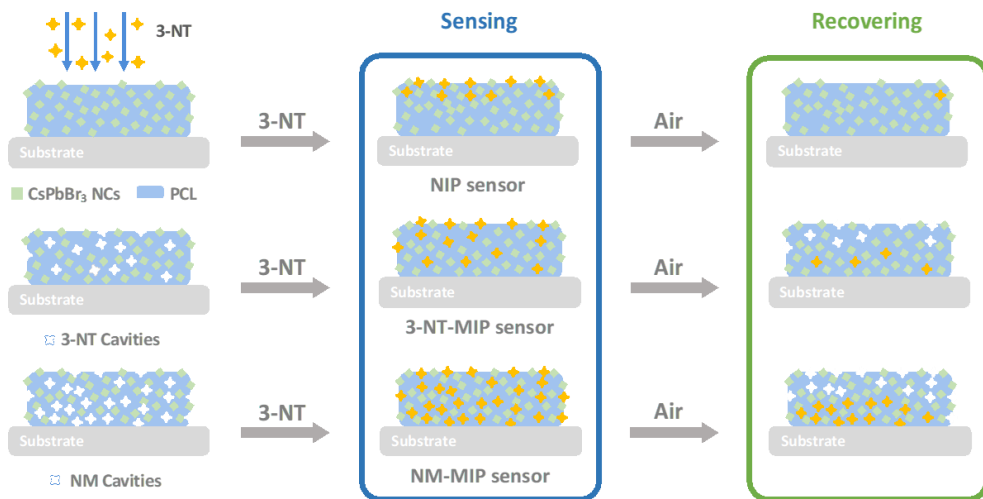 Sensing
Recovering
3-NT
3-NT
Air
Substrate
Substrate
Substrate
NIP sensor
CsPbBr₃ NCs
PCL
3-NT
Air
Substrate
Substrate
Substrate
3-NT Cavities
3-NT-MIP sensor
3-NT
Air
Substrate
Substrate
Substrate
NM Cavities
NM-MIP sensor